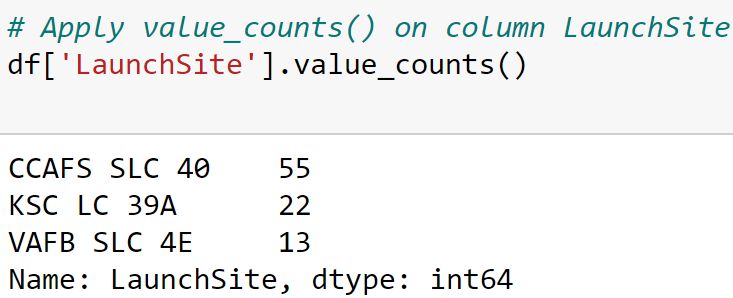 # Apply value_counts() on column LaunchSite
df['LaunchSite'].value_counts()
CCAFS SLC 40    55
KSC LC 39A      22
VAFB SLC 4E     13
Name: LaunchSite, dtype: int64